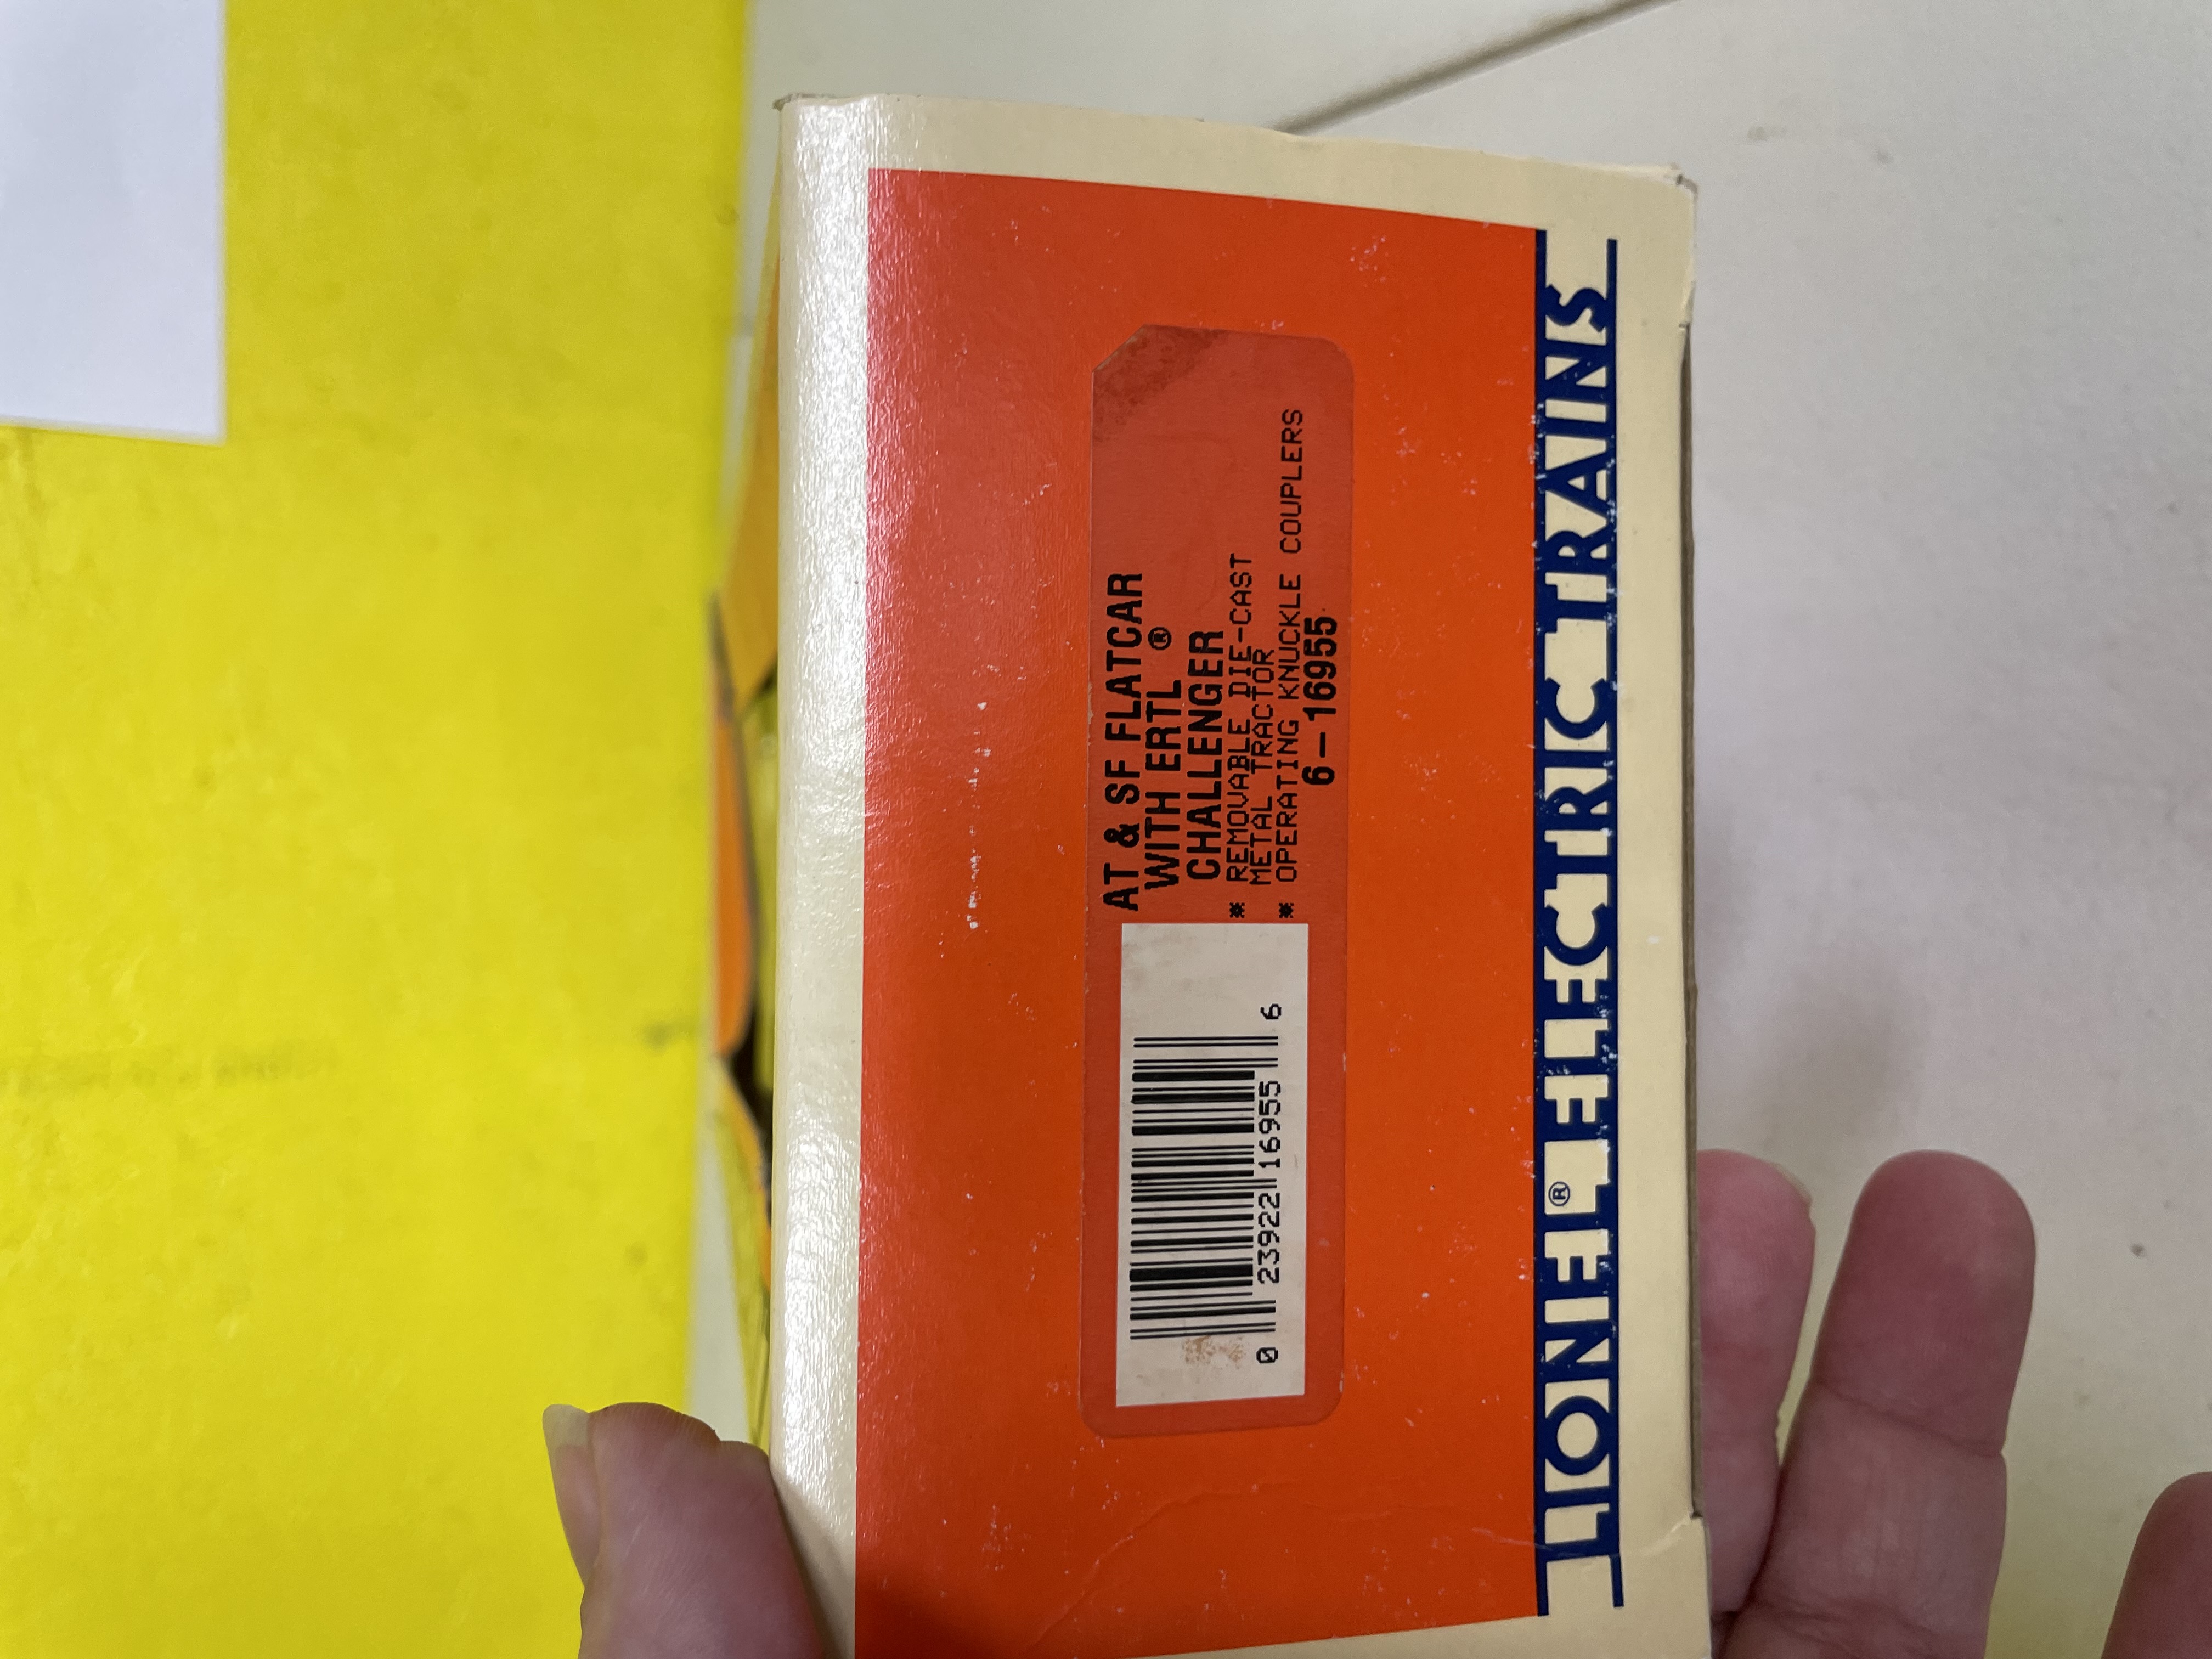 AT & SF FLATCAR
WITH ERTL ®
CHALLENGER
* REMOVABLE DIE-CAST
METAL TRACTOR
* OPERATING KNUCKLE COUPLERS
6-16955
0 23922 16955 6
LIONEL® ELECTRIC TRAINS